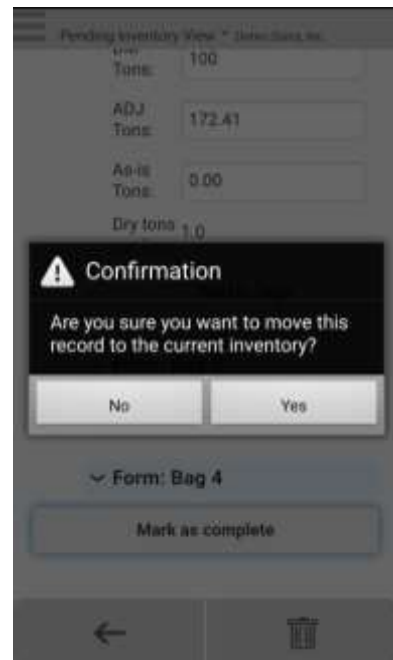 Pending Inventory View
Tons:
100
ADJ
Tons:
172.41
As-is
Tons:
0.00
Dry tons
1.0
Confirmation
Are you sure you want to move this
record to the current inventory?
No
Yes
Form: Bag 4
Mark as complete